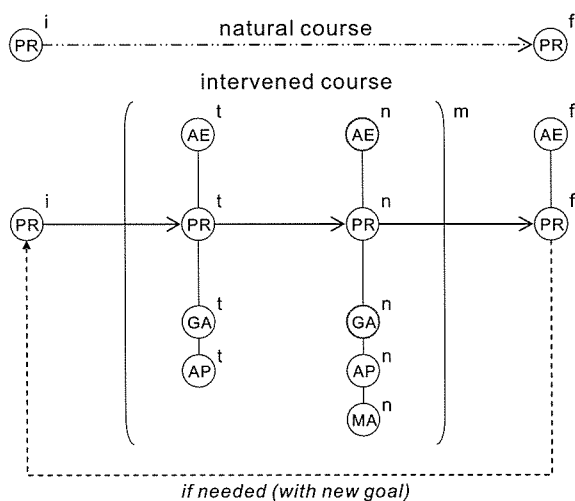 natural course
i f
PR PR
intervened course
t n m f
AE AE AE
i t n f
PR PR PR PR
t n
GA GA
t n
AP AP
n
MA
if needed (with new goal)